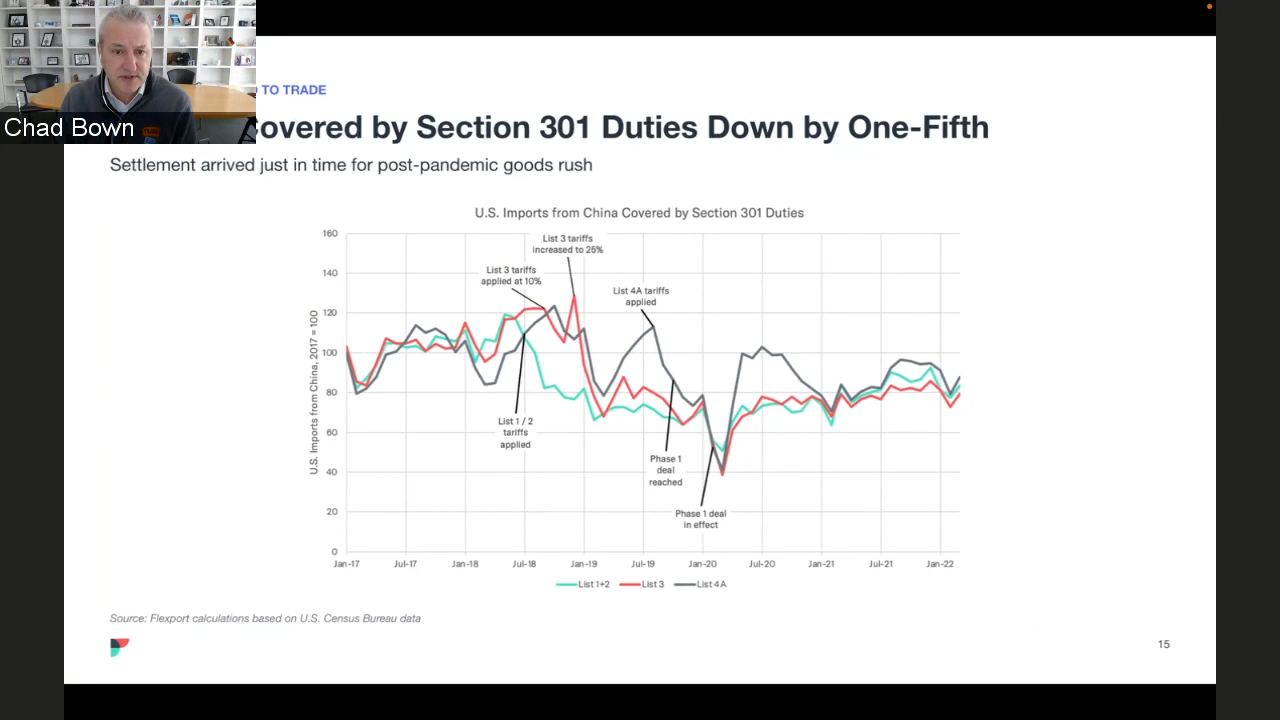 Chad Bown
TO TRADE
covered by Section 301 Duties Down by One-Fifth
Settlement arrived just in time for post-pandemic goods rush
U.S. Imports from China Covered by Section 301 Duties
U.S. Imports from China, 2017 = 100
160
140
120
100
80
60
40
20
0
List 3 tariffs
increased to 25%
List 3 tariffs
applied at 10%
List 4A tariffs
applied
List 1 / 2
tariffs
applied
Phase 1
deal
reached
Phase 1 deal
in effect
Jan-17 Jul-17 Jan-18 Jul-18 Jan-19 Jul-19 Jan-20 Jul-20 Jan-21 Jul-21 Jan-22
List 1+2 List 3 List 4A
Source: Flexport calculations based on U.S. Census Bureau data
15